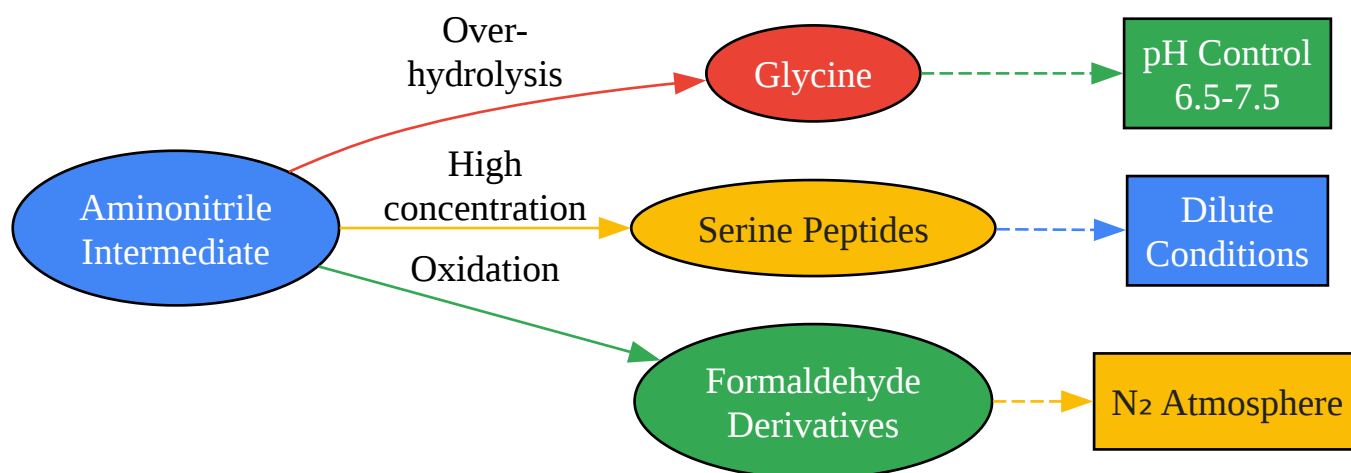 Over-
hydrolysis
Glycine
pH Control
6.5-7.5
Aminonitrile
Intermediate
High
concentration
Serine Peptides
Dilute
Conditions
Oxidation
Formaldehyde
Derivatives
N₂ Atmosphere